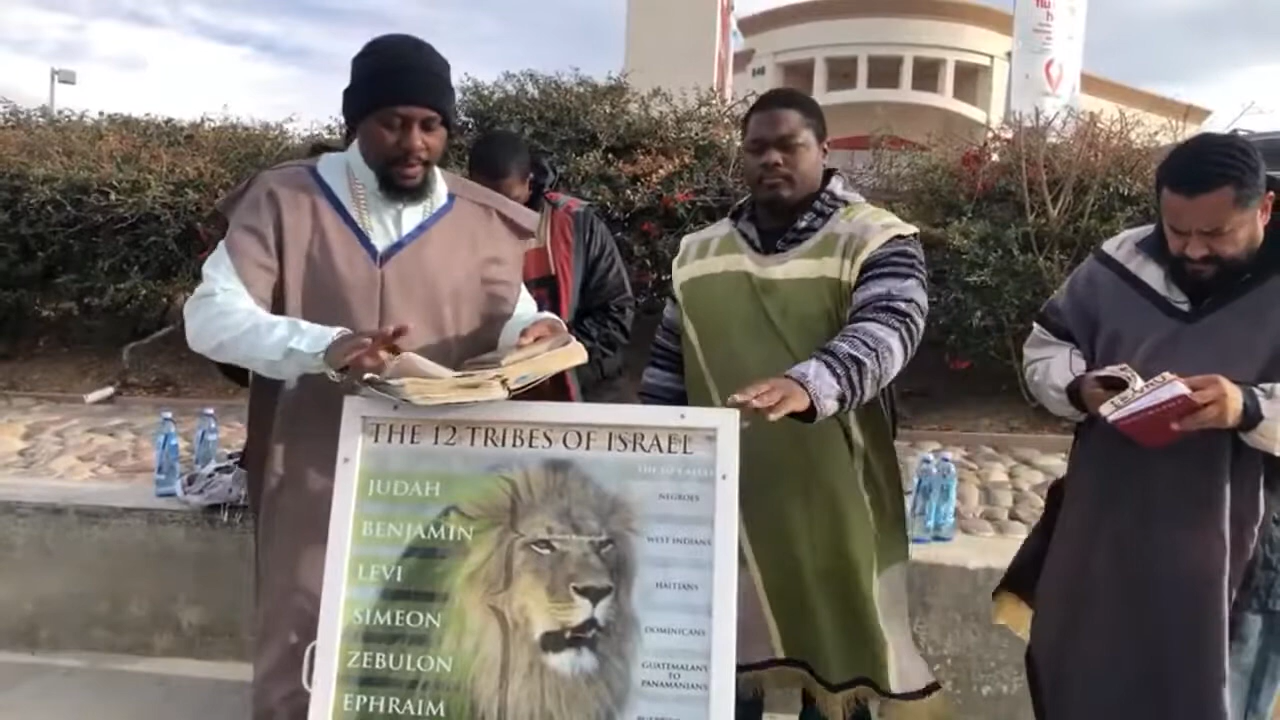 THE 12 TRIBES OF ISRAEL
JUDAH
NEGROES
BENJAMIN
WEST INDIANS
LEVI
HAITIANS
SIMEON
DOMINICANS
ZEBULON
GUATEMALANS
TO
PANAMANIANS
EPHRAIM